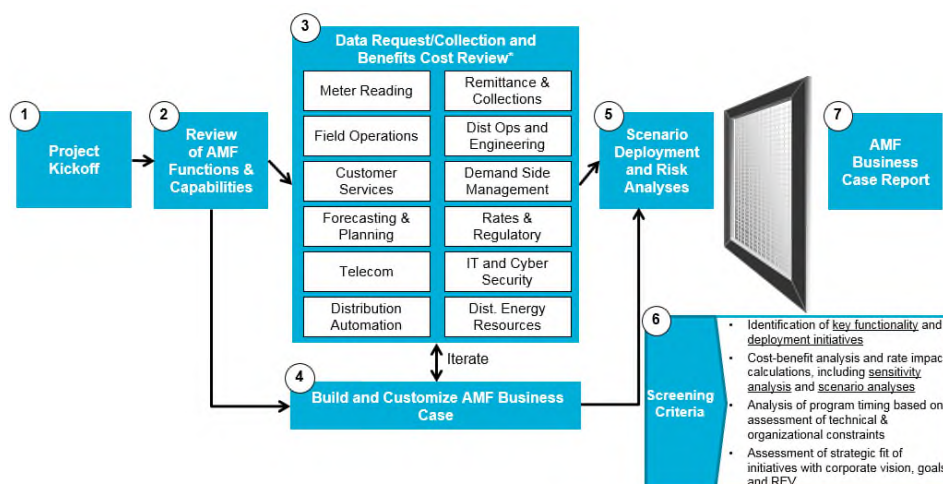 1
Project
Kickoff
2
Review
of AMF
Functions &
Capabilities
3
Data Request/Collection and
Benefits Cost Review*
Meter Reading
Remittance &
Collections
Field Operations
Dist Ops and
Engineering
Customer
Services
Demand Side
Management
Forecasting &
Planning
Rates &
Regulatory
Telecom
IT and Cyber
Security
Distribution
Automation
Dist. Energy
Resources
Iterate
4
Build and Customize AMF Business
Case
5
Scenario
Deployment
and Risk
Analyses
6
Screening
Criteria
• Identification of key functionality and
deployment initiatives
• Cost-benefit analysis and rate impac
calculations, including sensitivity
analysis and scenario analyses
• Analysis of program timing based on
assessment of technical &
organizational constraints
• Assessment of strategic fit of
initiatives with corporate vision, goals
and REV
7
AMF
Business
Case Report